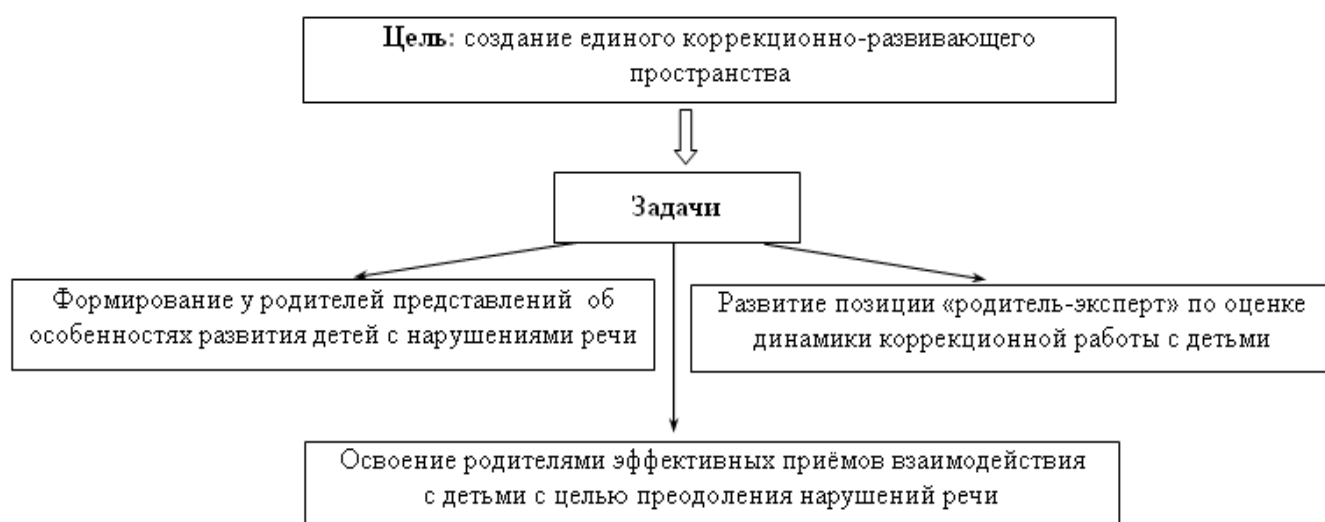 Цель: создание единого коррекционно-развивающего
пространства
Задачи
Формирование у родителей представлений об
особенностях развития детей с нарушениями речи
Развитие позиции «родитель-эксперт» по оценке
динамики коррекционной работы с детьми
Освоение родителями эффективных приёмов взаимодействия
с детьми с целью преодоления нарушений речи